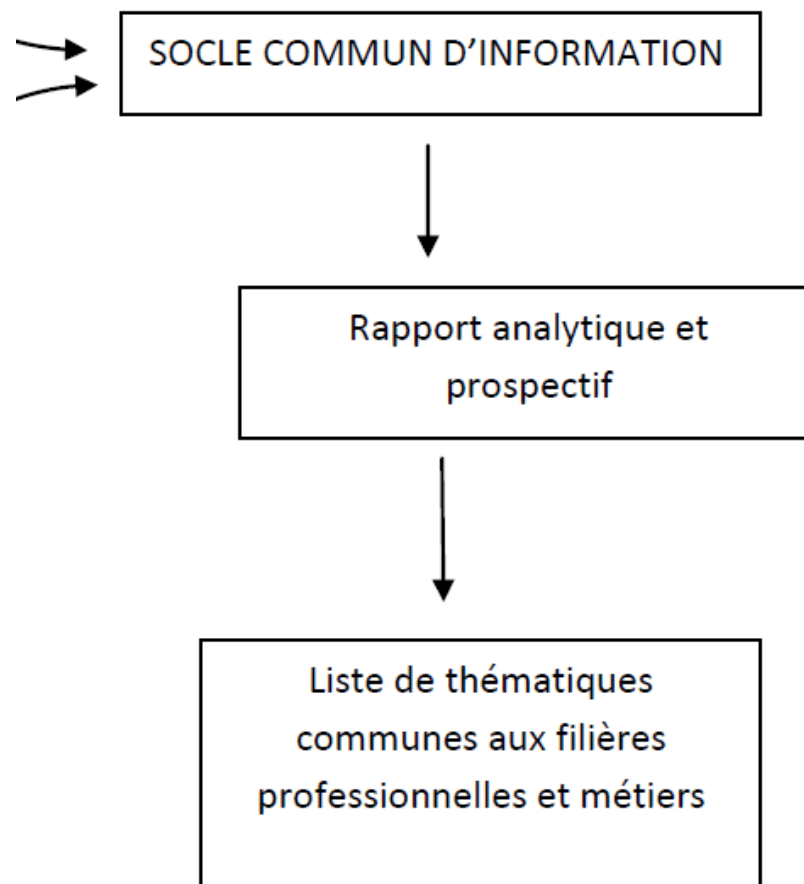 SOCLE COMMUN D’INFORMATION
Rapport analytique et
prospectif
Liste de thématiques
communes aux filières
professionnelles et métiers